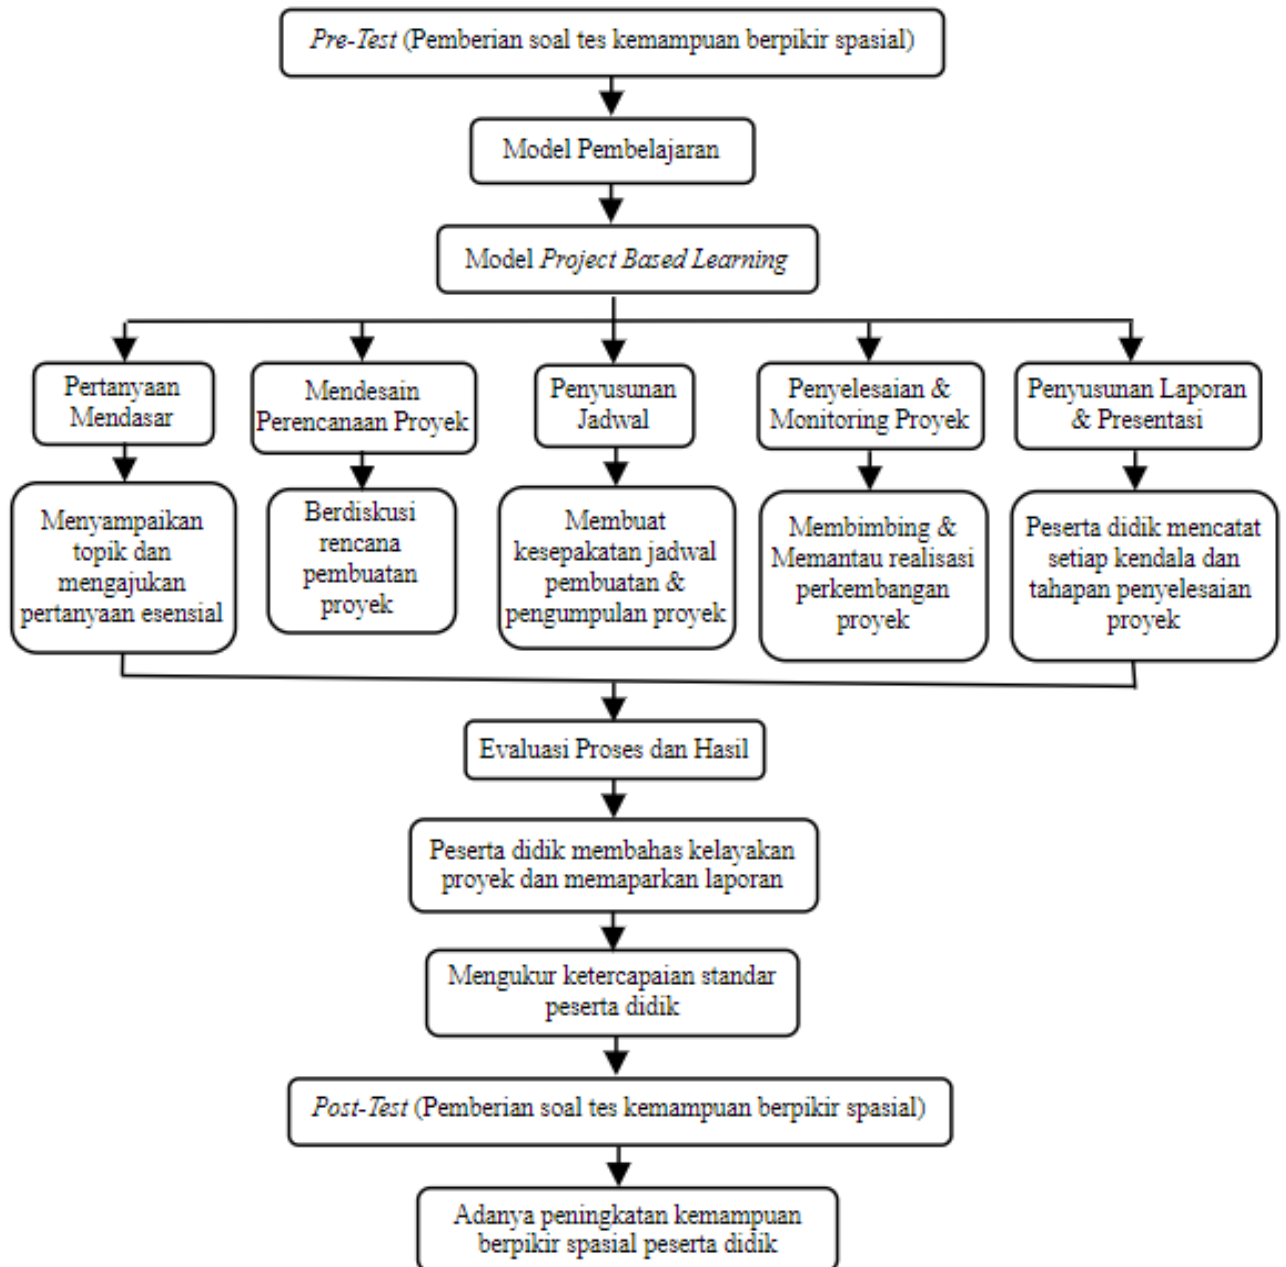 Pre-Test (Pemberian soal tes kemampuan berpikir spasial)
Model Pembelajaran
Model Project Based Learning
Pertanyaan
Mendasar
Mendesain
Perencanaan Proyek
Penyusunan
Jadwal
Penyelesaian &
Monitoring Proyek
Penyusunan Laporan
& Presentasi
Menyampaikan
topik dan
mengajukan
pertanyaan esensial
Berdiskusi
rencana
pembuatan
proyek
Membuat
kesepakatan jadwal
pembuatan &
pengumpulan proyek
Membimbing &
Memantau realisasi
perkembangan
proyek
Peserta didik mencatat
setiap kendala dan
tahapan penyelesaian
proyek
Evaluasi Proses dan Hasil
Peserta didik membahas kelayakan
proyek dan memaparkan laporan
Mengukur ketercapaian standar
peserta didik
Post-Test (Pemberian soal tes kemampuan berpikir spasial)
Adanya peningkatan kemampuan
berpikir spasial peserta didik